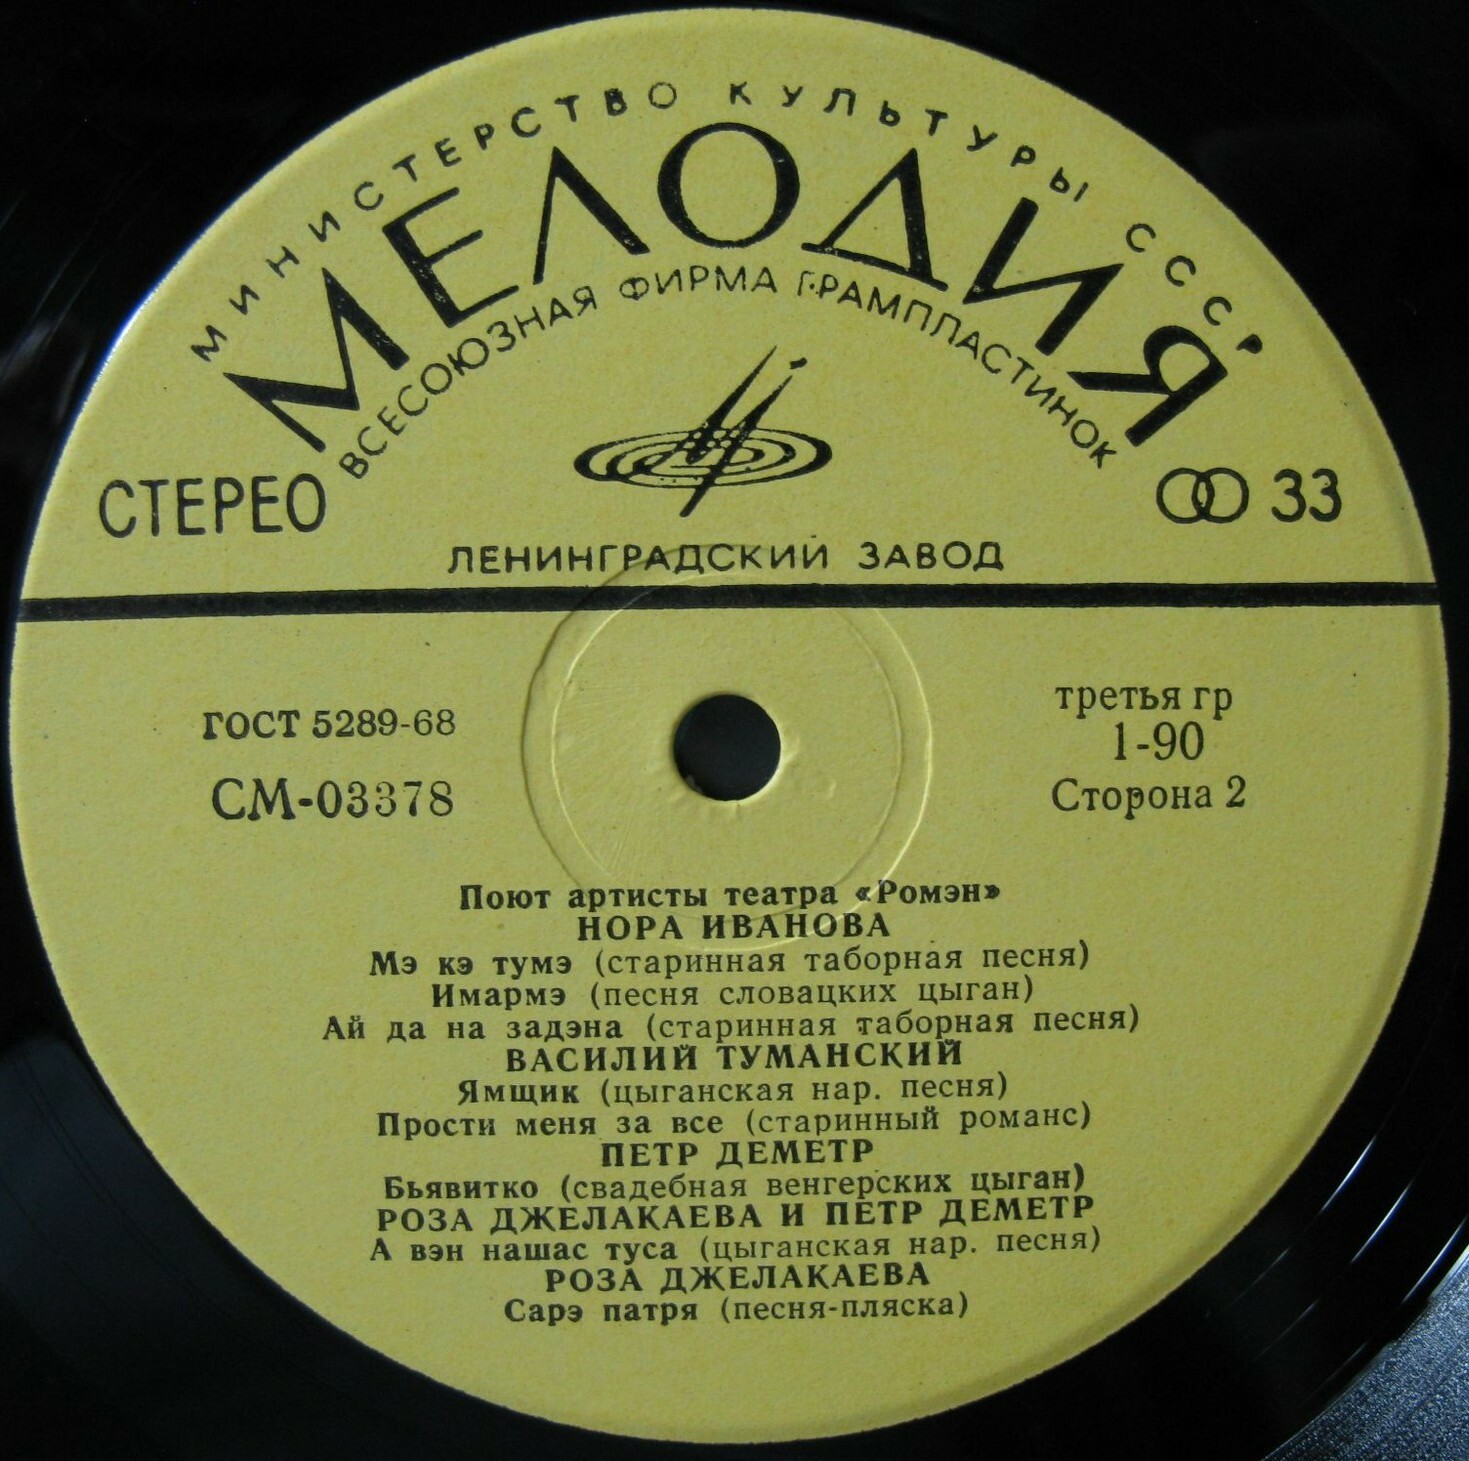 МИНИСТЕРСТВО КУЛЬТУРЫ СССР
МЕЛОДИЯ
ВСЕСОЮЗНАЯ ФИРМА ГРАМПЛАСТИНОК
СТЕРЕО
33
ЛЕНИНГРАДСКИЙ ЗАВОД
ГОСТ 5289-68
СМ-03378
третья гр
1-90
Сторона 2
Поют артисты театра «Ромэн»
НОРА ИВАНОВА
Мэ кэ тумэ (старинная таборная песня)
Имармэ (песня словацких цыган)
Ай да на задэна (старинная таборная песня)
ВАСИЛИЙ ТУМАНСКИЙ
Ямщик (цыганская нар. песня)
Прости меня за все (старинный романс)
ПЕТР ДЕМЕТР
Бьявитко (свадебная венгерских цыган)
РОЗА ДЖЕЛАКАЕВА И ПЕТР ДЕМЕТР
А вэн нашас туса (цыганская нар. песня)
РОЗА ДЖЕЛАКАЕВА
Сарэ патря (песня-пляска)